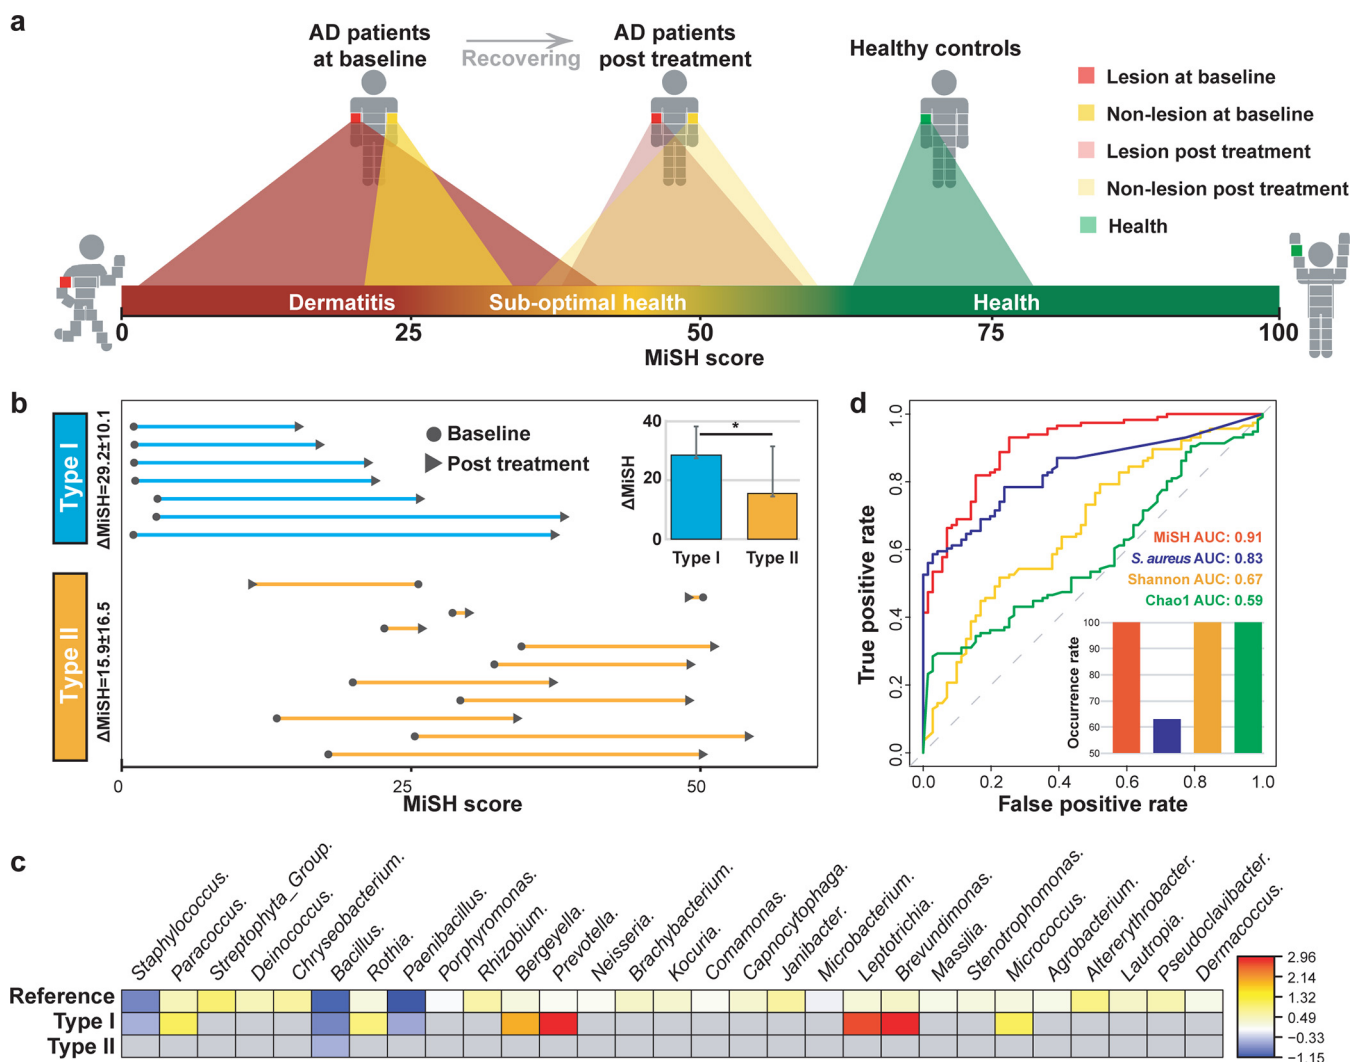 a
AD patients
at baseline
Recovering
AD patients
post treatment
Healthy controls
Lesion at baseline
Non-lesion at baseline
Lesion post treatment
Non-lesion post treatment
Health
Dermatitis
Sub-optimal health
Health
0
25
50
75
100
MiSH score
b
Type I
ΔMiSH=29.2±10.1
Type II
ΔMiSH=15.9±16.5
Baseline
Post treatment
ΔMiSH
40
20
0
*
Type I
Type II
0
25
50
MiSH score
d
True positive rate
1.0
0.8
0.6
0.4
0.2
0.0
MiSH AUC: 0.91
S. aureus AUC: 0.83
Shannon AUC: 0.67
Chao1 AUC: 0.59
Occurrence rate
100
90
80
70
60
50
0.0
0.2
0.4
0.6
0.8
1.0
False positive rate
c
Staphylococcus.
Paracoccus.
Streptophyta_Group.
Deinococcus.
Chryseobacterium.
Bacillus.
Rothia.
Paenibacillus.
Porphyromonas.
Rhizobium.
Bergeyella.
Prevotella.
Neisseria.
Brachybacterium.
Kocuria.
Comamonas.
Capnocytophaga.
Janibacter.
Microbacterium.
Leptotrichia.
Brevundimonas.
Massilia.
Stenotrophomonas.
Micrococcus.
Agrobacterium.
Altererythrobacter.
Lautropia.
Pseudoclavibacter.
Dermacoccus.
Reference
Type I
Type II
2.96
2.14
1.32
0.49
−0.33
−1.15